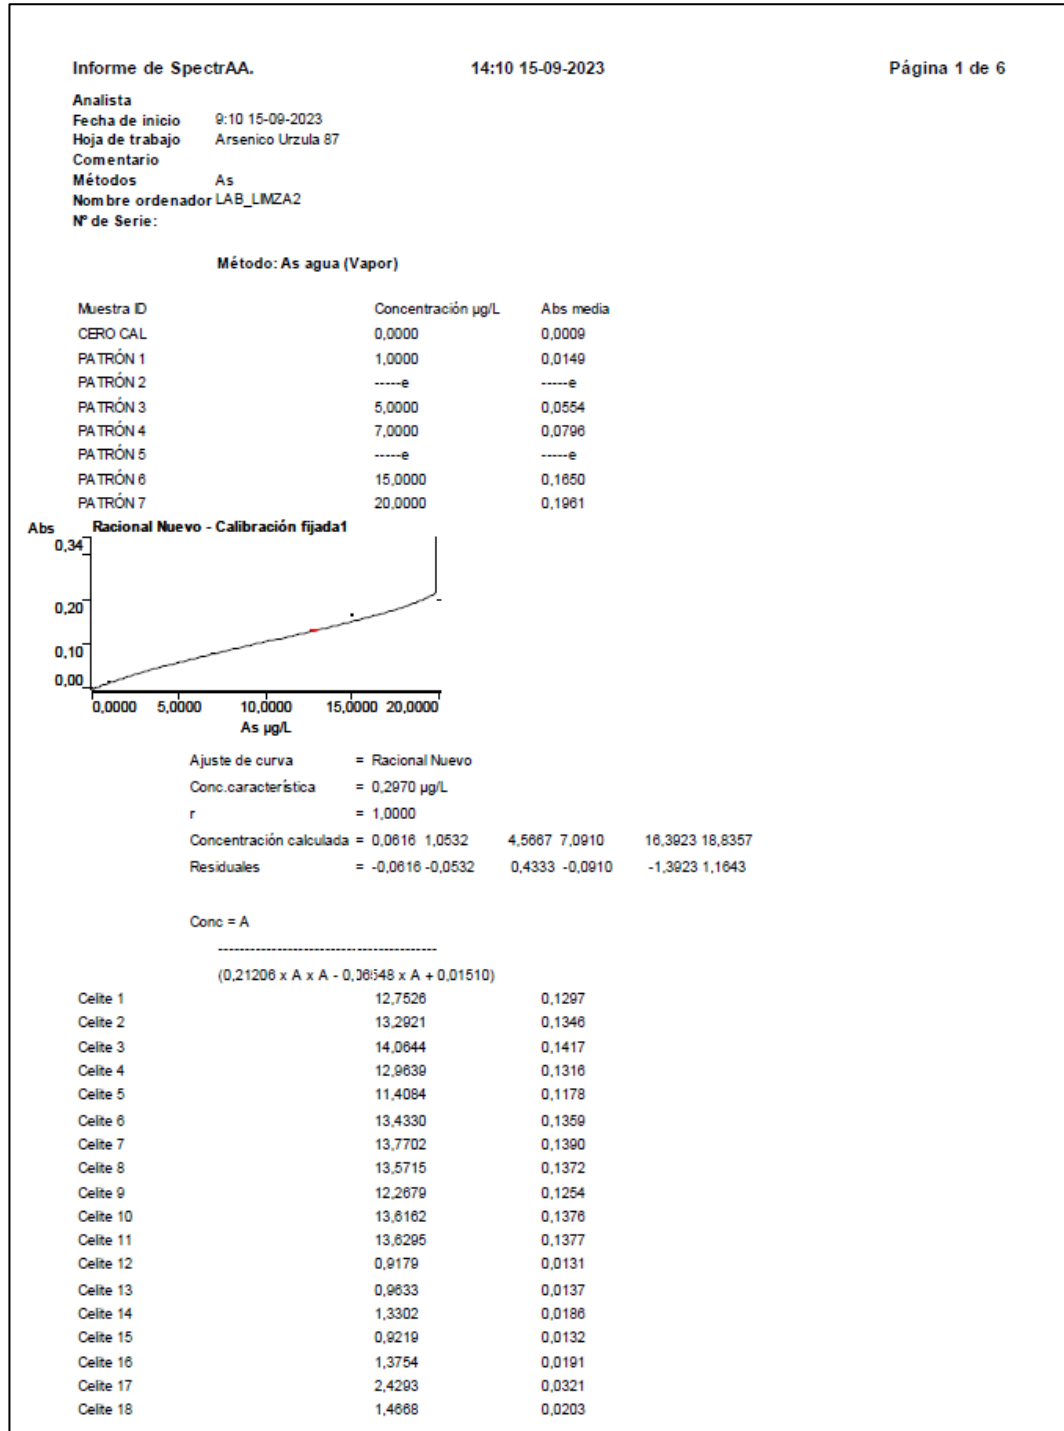 Informe de SpectrAA. 14:10 15-09-2023 Página 1 de 6
Analista
Fecha de inicio 9:10 15-09-2023
Hoja de trabajo Arsenico Urzula 87
Comentario
Métodos As
Nombre ordenador LAB_LIMZA2
Nº de Serie:
Método: As agua (Vapor)
Muestra ID Concentración µg/L Abs media
CERO CAL 0,0000 0,0009
PATRÓN 1 1,0000 0,0149
PATRÓN 2 -----e -----e
PATRÓN 3 5,0000 0,0554
PATRÓN 4 7,0000 0,0796
PATRÓN 5 -----e -----e
PATRÓN 6 15,0000 0,1650
PATRÓN 7 20,0000 0,1961
Abs Racional Nuevo - Calibración fijada1
0,34
0,20
0,10
0,00
0,0000 5,0000 10,0000 15,0000 20,0000
As µg/L
Ajuste de curva = Racional Nuevo
Conc.característica = 0,2970 µg/L
r = 1,0000
Concentración calculada = 0,0616 1,0532 4,5667 7,0910 16,3923 18,8357
Residuales = -0,0616 -0,0532 0,4333 -0,0910 -1,3923 1,1643
Conc = A
-----------------------------------------
(0,21206 x A x A - 0,06548 x A + 0,01510)
Celite 1 12,7526 0,1297
Celite 2 13,2921 0,1346
Celite 3 14,0644 0,1417
Celite 4 12,9639 0,1316
Celite 5 11,4084 0,1178
Celite 6 13,4330 0,1359
Celite 7 13,7702 0,1390
Celite 8 13,5715 0,1372
Celite 9 12,2679 0,1254
Celite 10 13,6162 0,1376
Celite 11 13,6295 0,1377
Celite 12 0,9179 0,0131
Celite 13 0,9633 0,0137
Celite 14 1,3302 0,0186
Celite 15 0,9219 0,0132
Celite 16 1,3754 0,0191
Celite 17 2,4293 0,0321
Celite 18 1,4668 0,0203